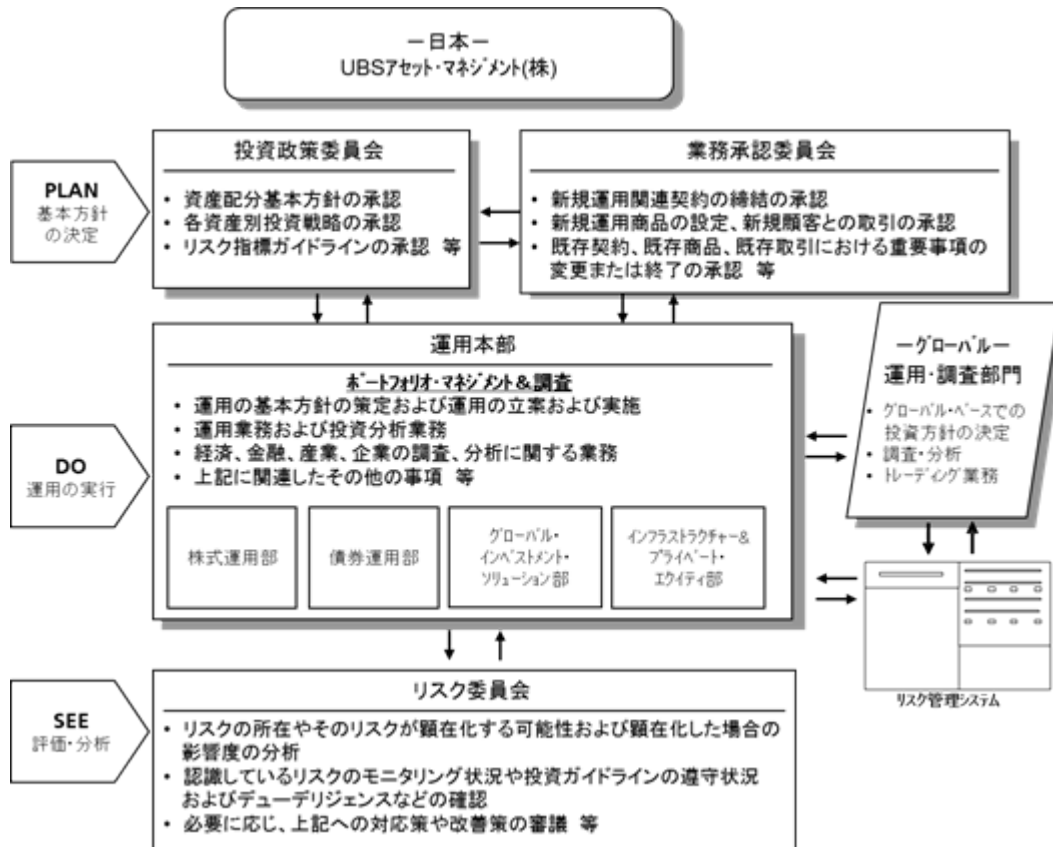 －日本－
UBSアセット・マネジメント(株)
PLAN
基本方針
の決定
投資政策委員会
• 資産配分基本方針の承認
• 各資産別投資戦略の承認
• リスク指標ガイドラインの承認 等
業務承認委員会
• 新規運用関連契約の締結の承認
• 新規運用商品の設定、新規顧客との取引の承認
• 既存契約、既存商品、既存取引における重要事項の
変更または終了の承認 等
DO
運用の実行
運用本部
ポートフォリオ・マネジメント＆調査
• 運用の基本方針の策定および運用の立案および実施
• 運用業務および投資分析業務
• 経済、金融、産業、企業の調査、分析に関する業務
• 上記に関連したその他の事項 等
株式運用部
債券運用部
グローバル・
インベストメント・
ソリューション部
インフラストラクチャー＆
プライベート・
エクイティ部
－グローバル－
運用・調査部門
• グローバル・ベースでの
投資方針の決定
• 調査・分析
• トレーディング業務
リスク管理システム
SEE
評価・分析
リスク委員会
• リスクの所在やそのリスクが顕在化する可能性および顕在化した場合の
影響度の分析
• 認識しているリスクのモニタリング状況や投資ガイドラインの遵守状況
およびデューデリジェンスなどの確認
• 必要に応じ、上記への対応策や改善策の審議 等